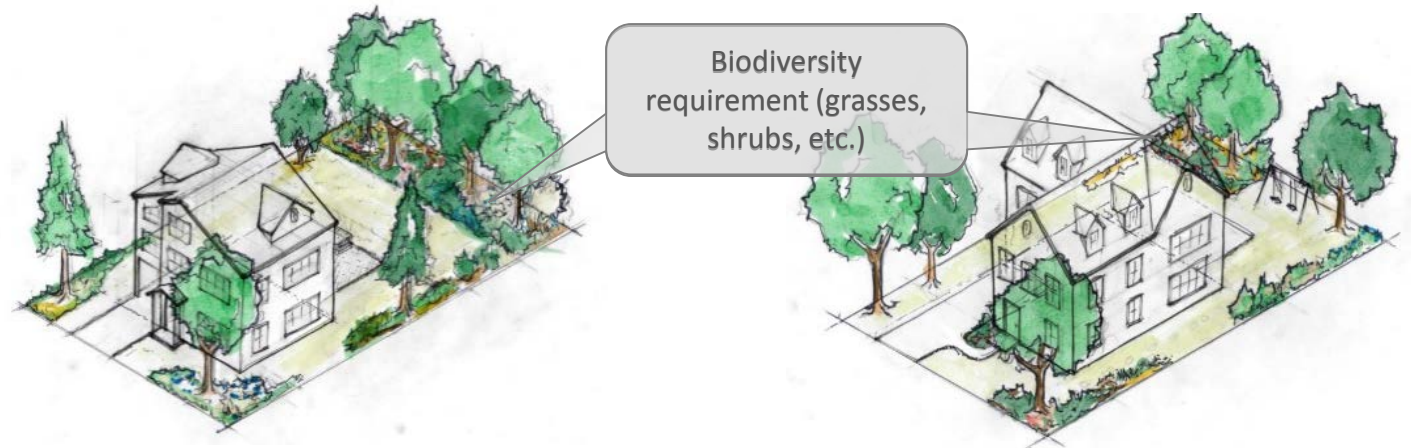 Biodiversity
requirement (grasses,
shrubs, etc.)